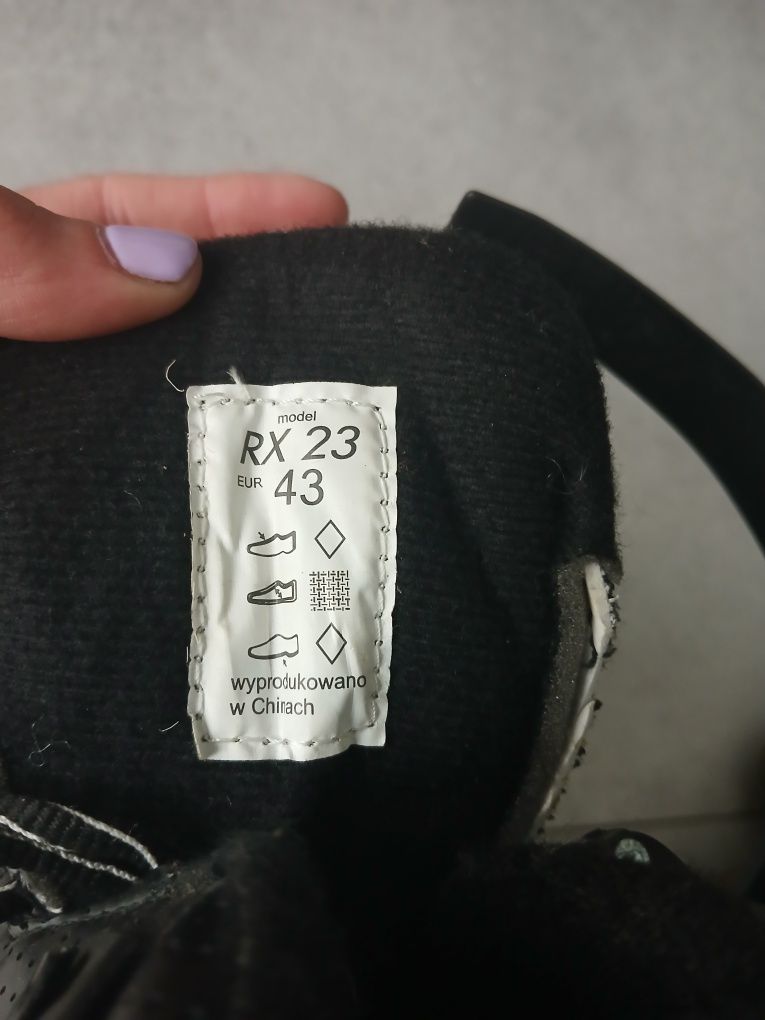 model
RX 23
EUR 43
wyprodukowano
w Chinach